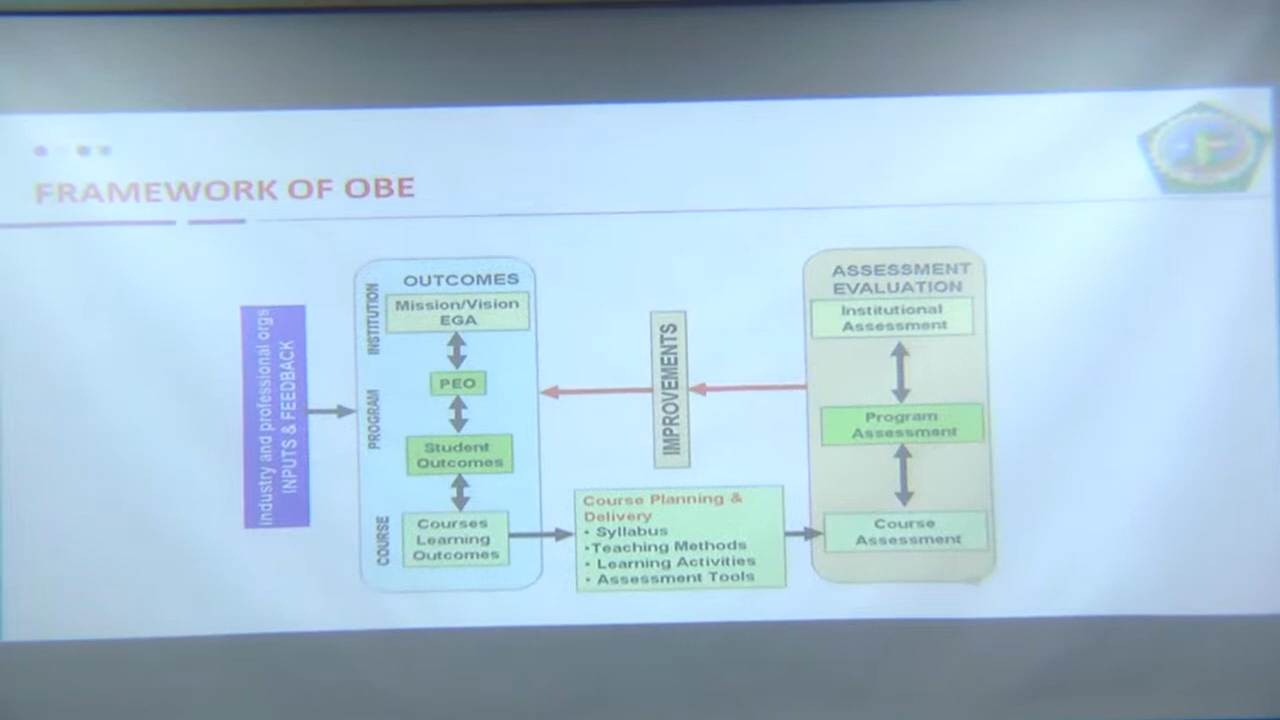 FRAMEWORK OF OBE
Industry and professional orgs
INPUTS & FEEDBACK
OUTCOMES
INSTITUTION
Mission/Vision
EGA
PROGRAM
PEO
Student
Outcomes
COURSE
Courses
Learning
Outcomes
IMPROVEMENTS
Course Planning &
Delivery
• Syllabus
•Teaching Methods
• Learning Activities
• Assessment Tools
ASSESSMENT
EVALUATION
Institutional
Assessment
Program
Assessment
Course
Assessment